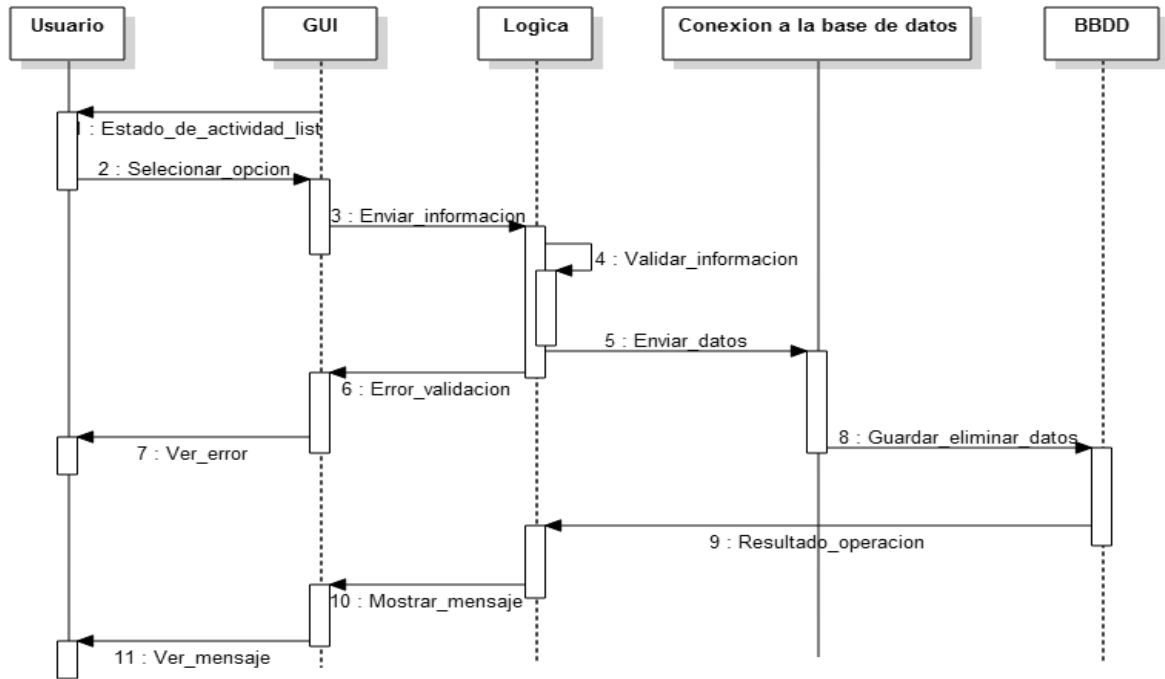 Usuario
GUI
Logica
Conexion a la base de datos
BBDD
1 : Estado_de_actividad_list
2 : Selecionar_opcion
3 : Enviar_informacion
4 : Validar_informacion
5 : Enviar_datos
6 : Error_validacion
7 : Ver_error
8 : Guardar_eliminar_datos
9 : Resultado_operacion
10 : Mostrar_mensaje
11 : Ver_mensaje